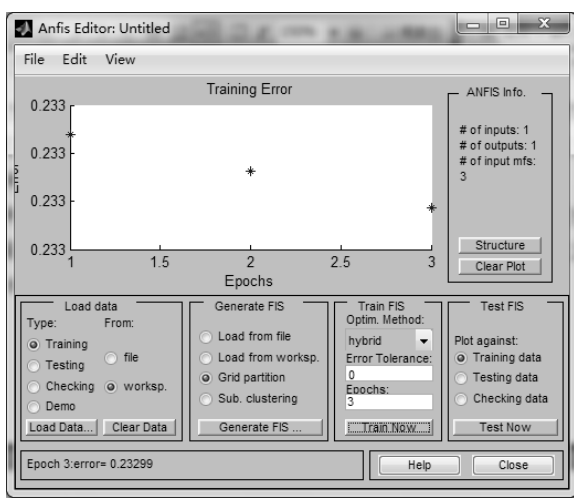 Anfis Editor: Untitled
File Edit View
Training Error
0.233
0.233
0.233
0.233
Error
1 1.5 2 2.5 3
Epochs
ANFIS Info.
# of inputs: 1
# of outputs: 1
# of input mfs:
3
Structure
Clear Plot
Load data
Type: From:
Training
Testing
Checking
Demo
file
worksp.
Load Data... Clear Data
Generate FIS
Load from file
Load from worksp.
Grid partition
Sub. clustering
Generate FIS ...
Train FIS
Optim. Method:
hybrid
Error Tolerance:
0
Epochs:
3
Train Now
Test FIS
Plot against:
Training data
Testing data
Checking data
Test Now
Epoch 3:error= 0.23299
Help Close